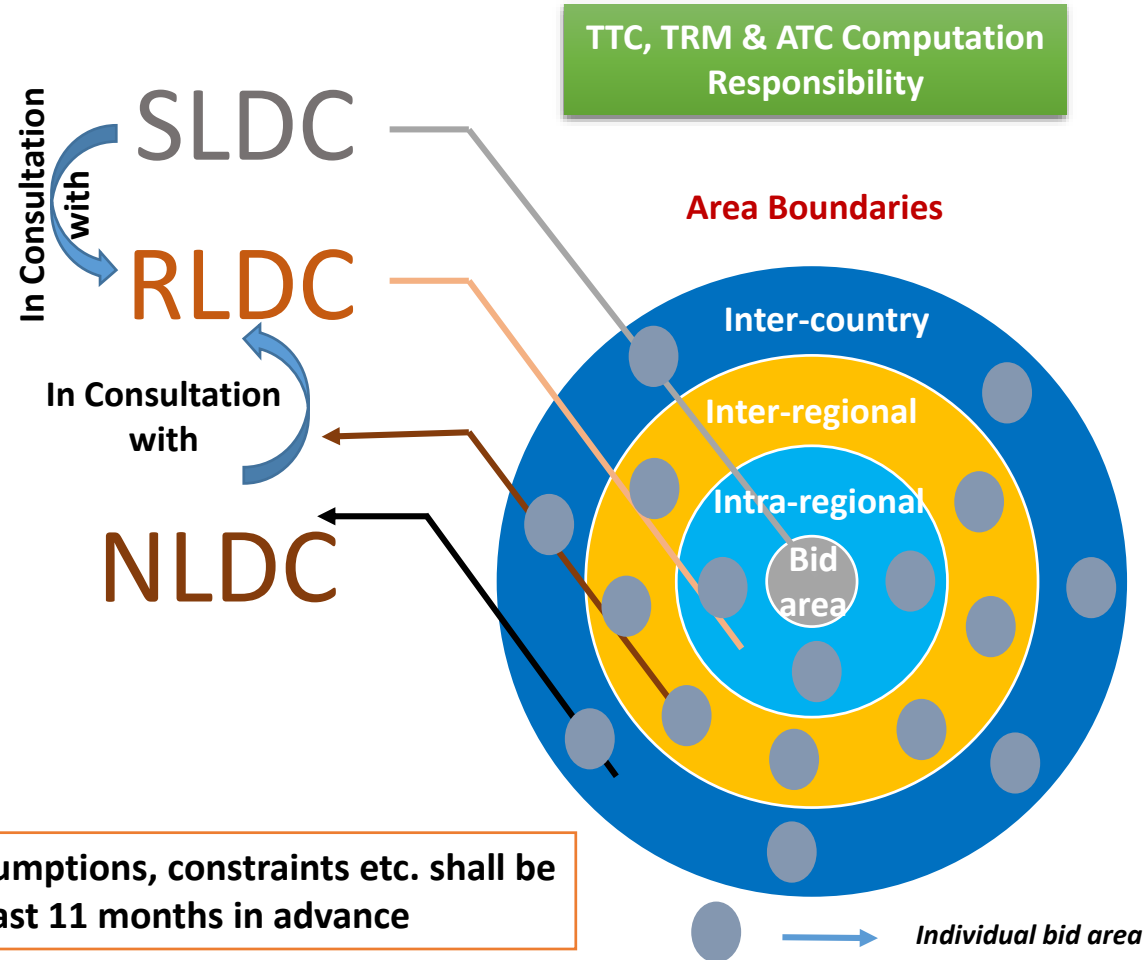 TTC, TRM & ATC Computation
Responsibility
SLDC
In Consultation
with
RLDC
In Consultation
with
NLDC
Area Boundaries
Inter-country
Inter-regional
Intra-regional
Bid
area
umptions, constraints etc. shall be
ast 11 months in advance
Individual bid area